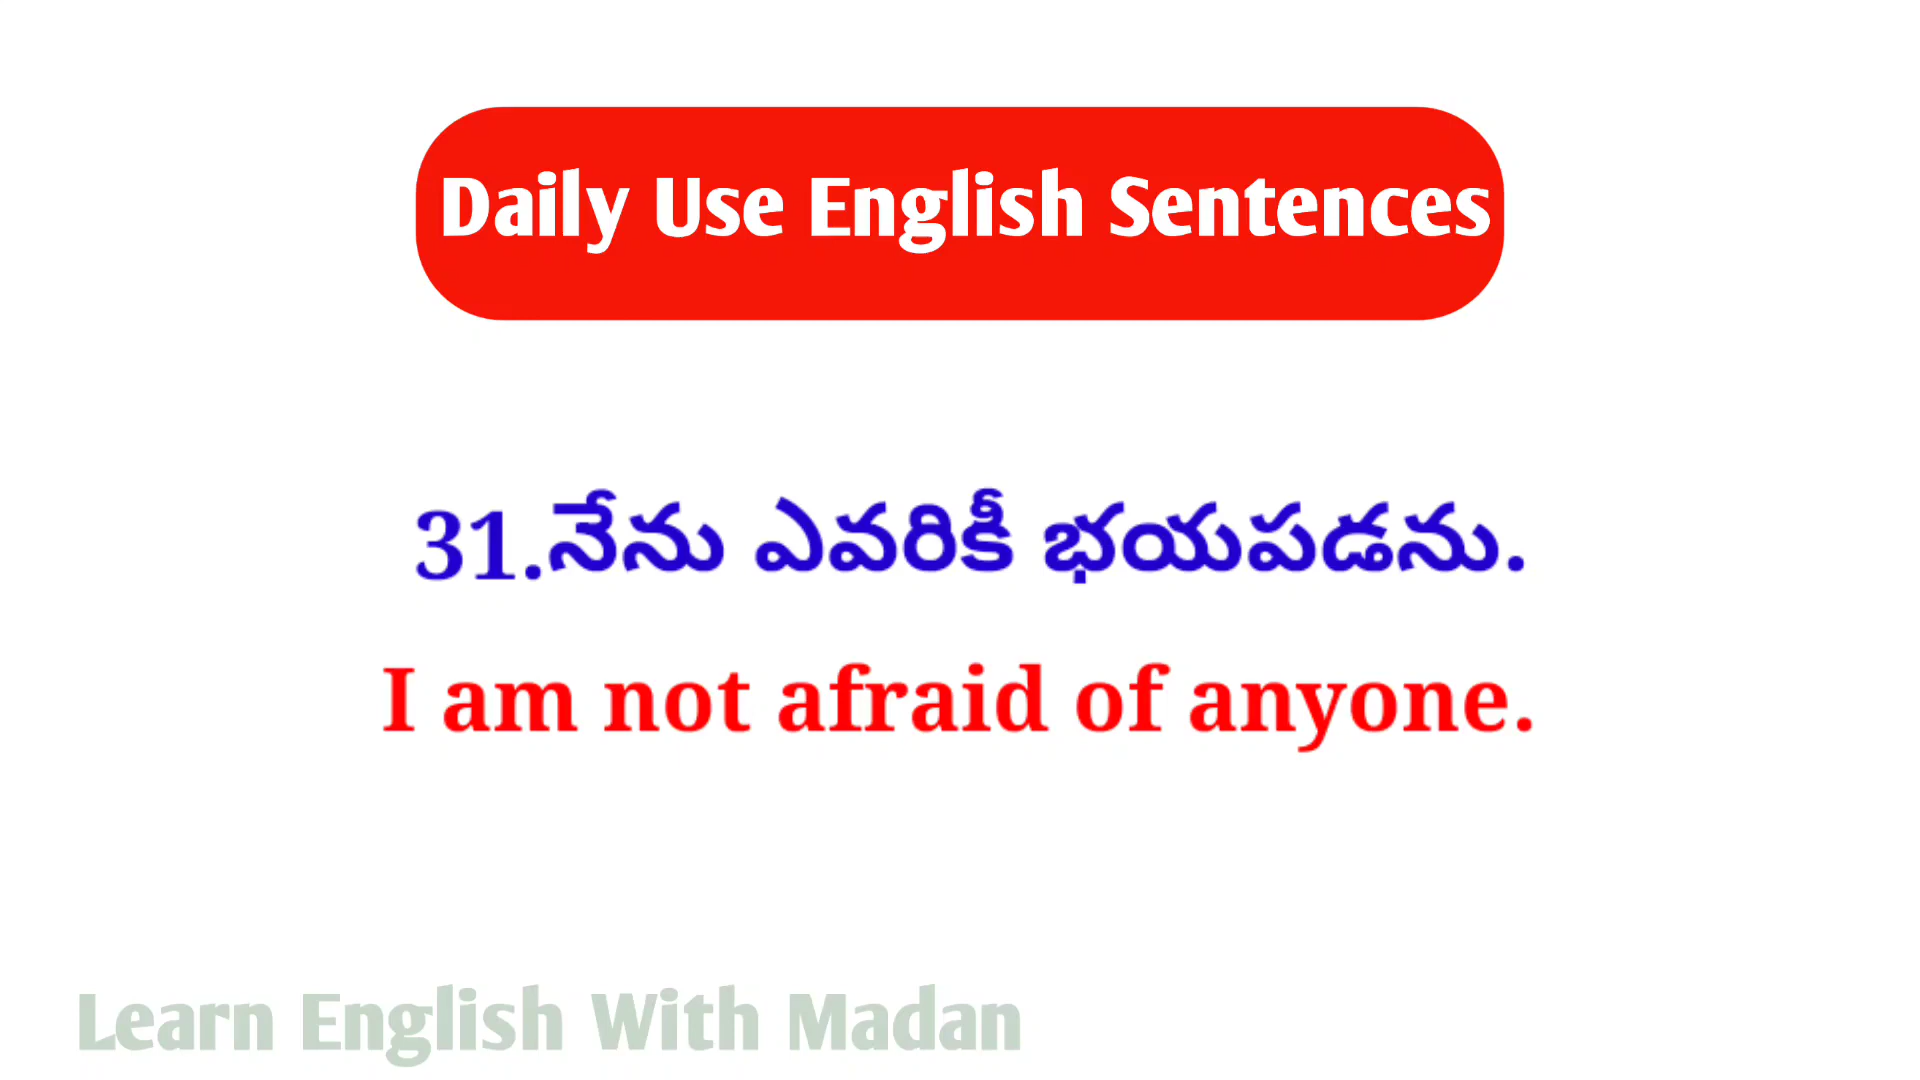 Daily Use English Sentences
31.నేను ఎవరికీ భయపడను.
I am not afraid of anyone.
Learn English With Madan